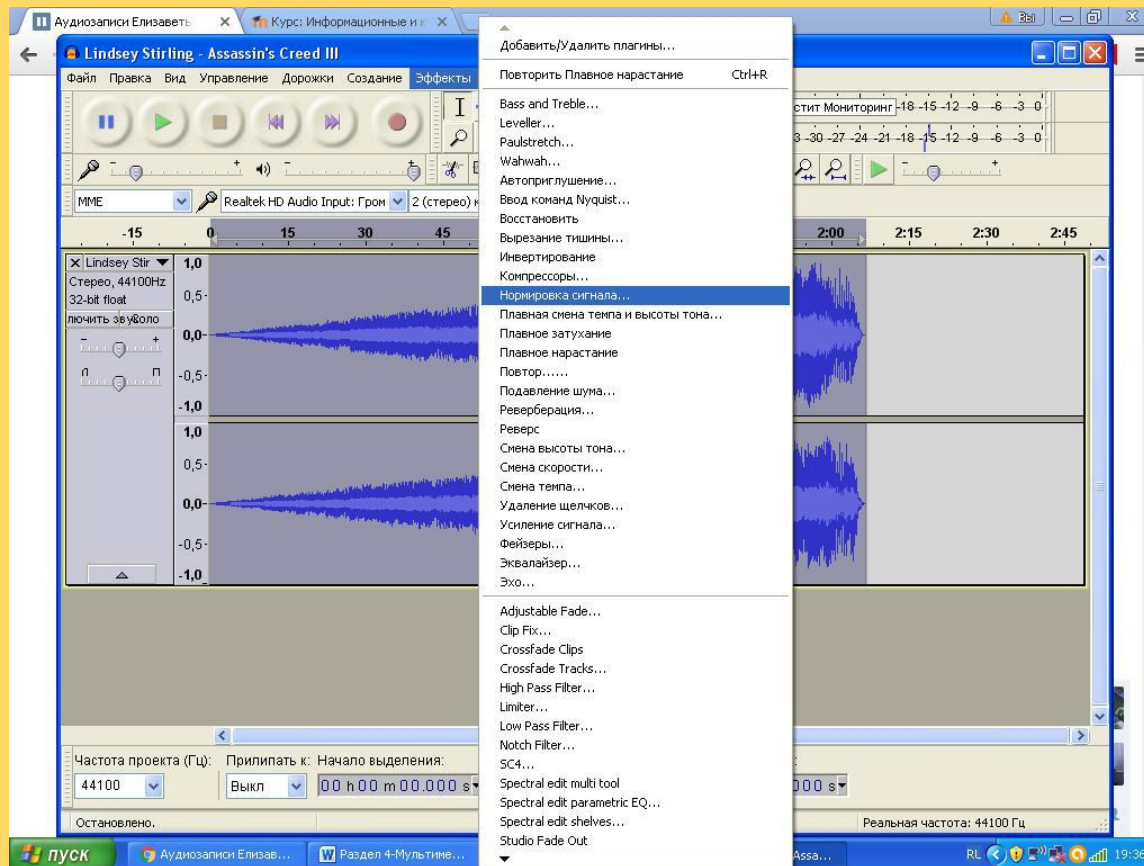 Аудиозаписи Елизаветь
Курс: Информационные и к
Вы
Lindsey Stirling - Assassin's Creed III
Файл Правка Вид Управление Дорожки Создание Эффекты
Добавить/Удалить плагины...
Повторить Плавное нарастание Ctrl+R
Bass and Treble...
Leveller...
Paulstretch...
Wahwah...
Автоприглушение...
Ввод команд Nyquist...
Восстановить
Вырезание тишины...
Инвертирование
Компрессоры...
Нормировка сигнала...
Плавная смена темпа и высоты тона...
Плавное затухание
Плавное нарастание
Повтор......
Подавление шума...
Реверберация...
Реверс
Смена высоты тона...
Смена скорости...
Смена темпа...
Удаление щелчков...
Усиление сигнала...
Фейзеры...
Эквалайзер...
Эхо...
Adjustable Fade...
Clip Fix...
Crossfade Clips
Crossfade Tracks...
High Pass Filter...
Limiter...
Low Pass Filter...
Notch Filter...
SC4...
Spectral edit multi tool
Spectral edit parametric EQ...
Spectral edit shelves...
Studio Fade Out
стит Мониторинг -18 -15 -12 -9 -6 -3 0
3 -30 -27 -24 -21 -18 -15 -12 -9 -6 -3 0
MME
Realtek HD Audio Input: Гром
2 (стерео) к
-15 0 15 30 45 2:00 2:15 2:30 2:45
Lindsey Stir
Стерео, 44100Hz
32-bit float
лючить зву Соло
- +
Л П
1,0
0,5
0,0
-0,5
-1,0
1,0
0,5
0,0
-0,5
-1,0
Частота проекта (Гц): Прилипать к: Начало выделения:
44100 Выкл 00 h 00 m 00.000 s 000 s
Остановлено. Реальная частота: 44100 Гц
пуск
Аудиозаписи Елизав...
Раздел 4-Мультиме...
Assa...
RL
19:36